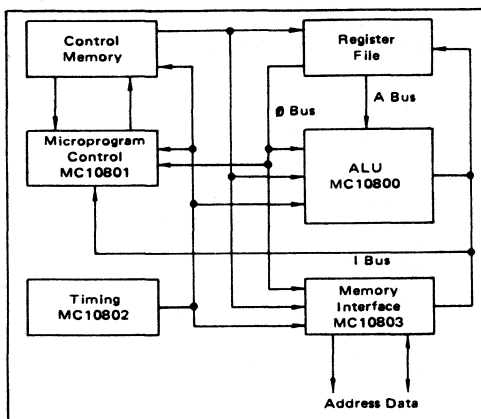 Control
Memory
Register
File
Ø Bus
A Bus
Microprogram
Control
MC10801
ALU
MC10800
I Bus
Timing
MC10802
Memory
Interface
MC10803
Address Data